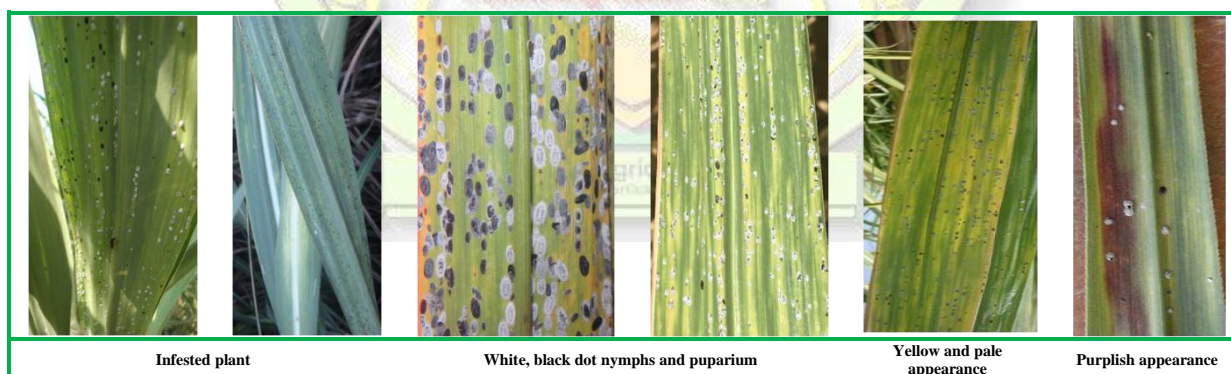 Infested plant
White, black dot nymphs and puparium
Yellow and pale
appearance
Purplish appearance